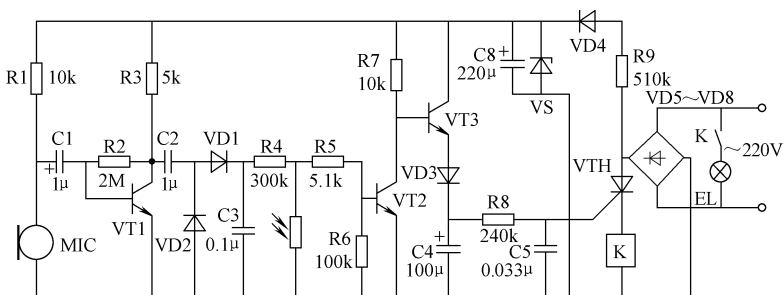 R1
10k
R3
5k
C1
+
1μ
R2
2M
C2
1μ
VT1
MIC
VD1
VD2
C3
0.1μ
R4
300k
R5
5.1k
R6
100k
R7
10k
VT2
VT3
VD3
+
C4
100μ
R8
240k
C5
0.033μ
C8
+
220μ
VS
VD4
R9
510k
VD5~VD8
VTH
K
K
~220V
EL